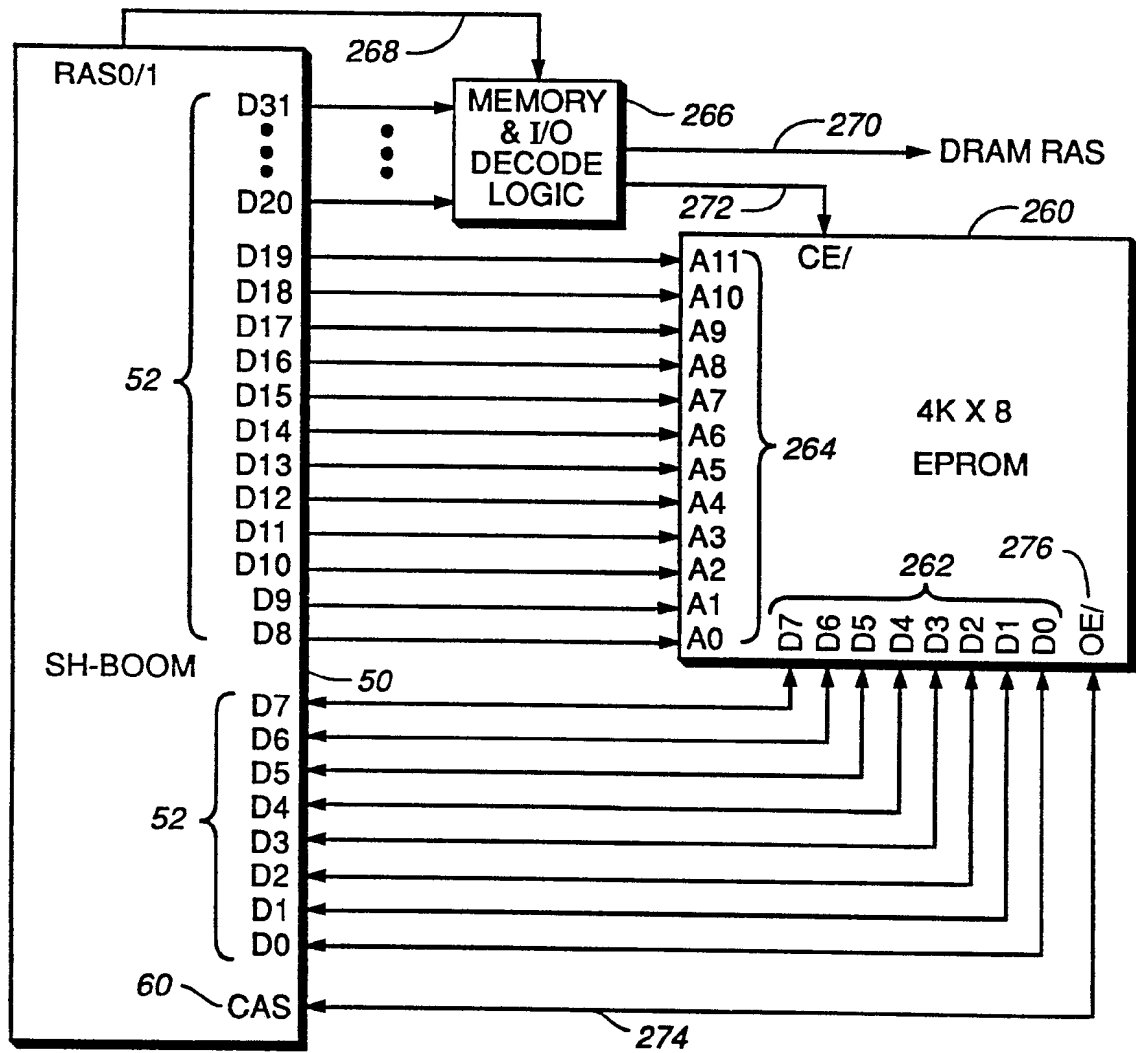 268
RAS0/1
D31
D20
MEMORY
& I/O
DECODE
LOGIC
266
270
DRAM RAS
272
260
CE/
D19
D18
D17
D16
D15
D14
D13
D12
D11
D10
D9
D8
52
A11
A10
A9
A8
A7
A6
A5
A4
A3
A2
A1
A0
264
4K X 8
EPROM
276
262
D7
D6
D5
D4
D3
D2
D1
D0
OE/
SH-BOOM
50
D7
D6
D5
D4
D3
D2
D1
D0
52
60
CAS
274